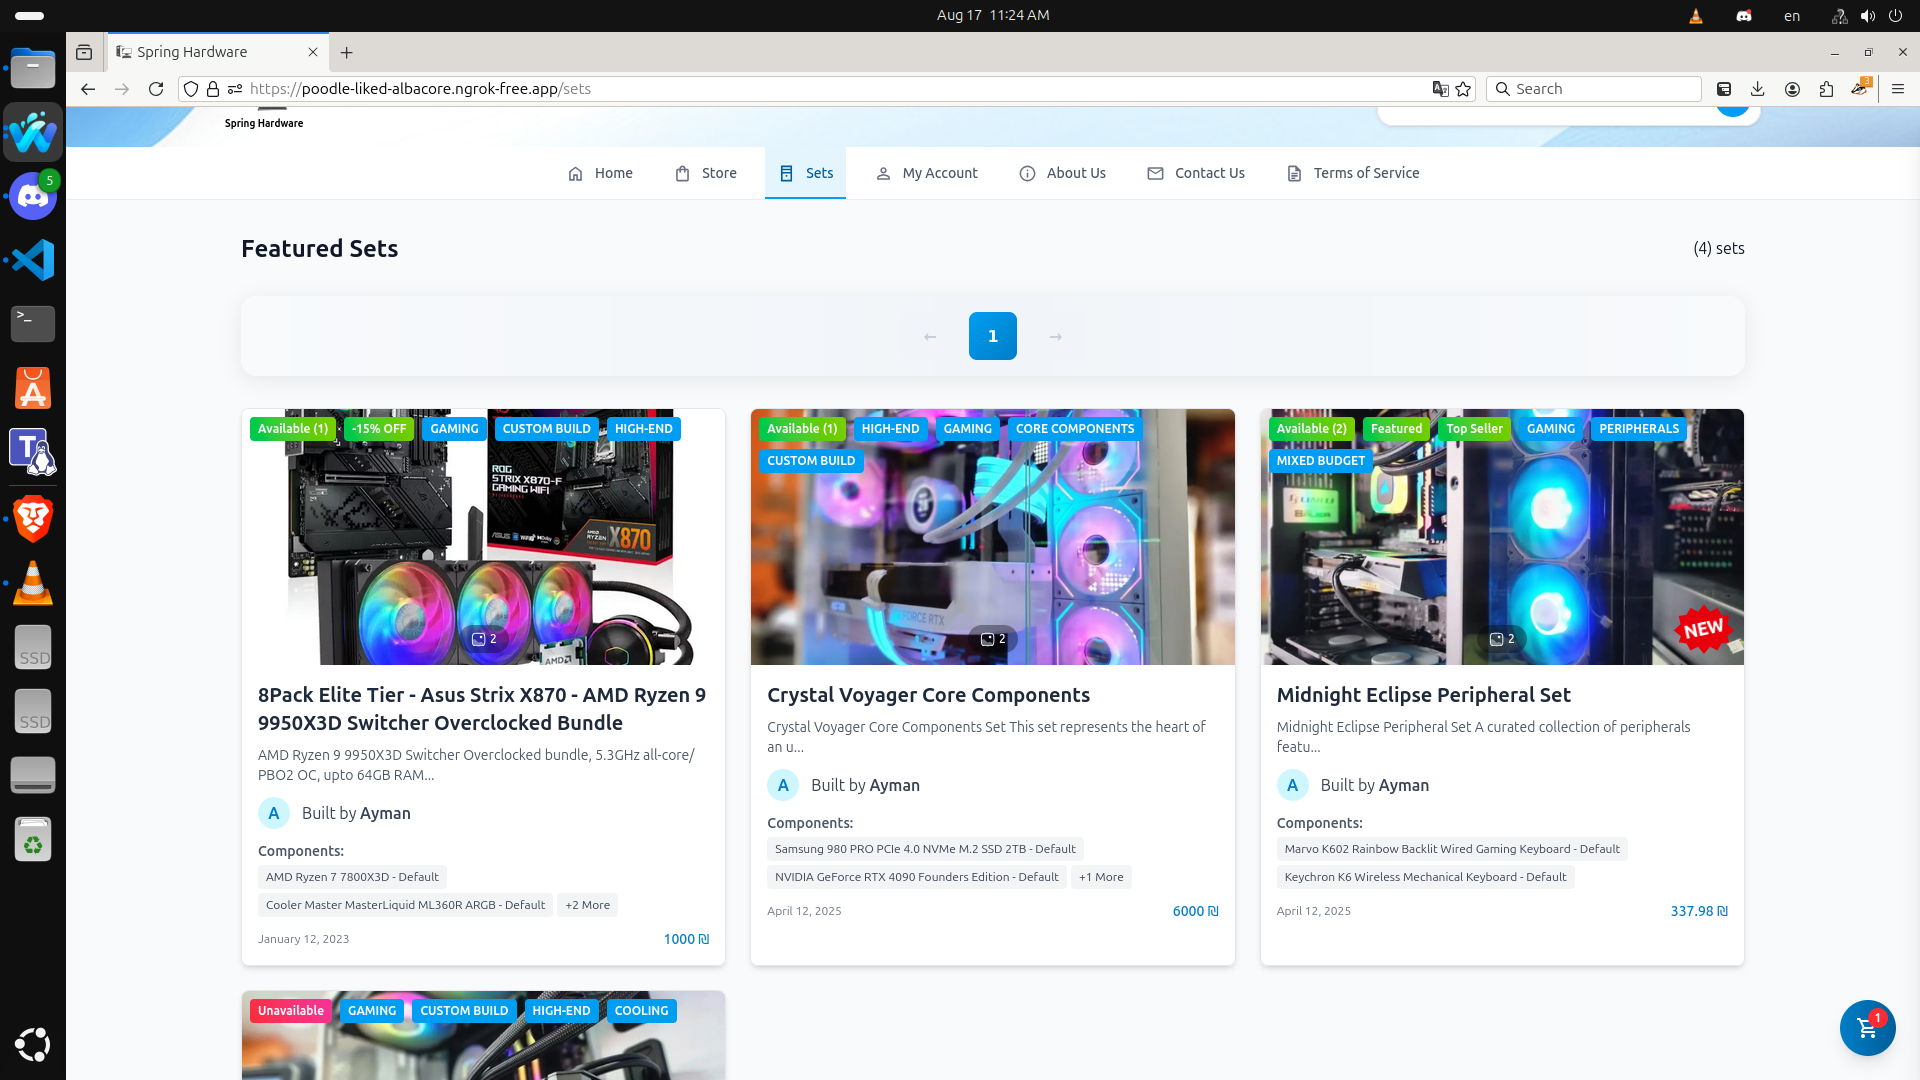 Aug 17  11:24 AM
en
Spring Hardware
https://poodle-liked-albacore.ngrok-free.app/sets
Search
3
5
Spring Hardware
Home
Store
Sets
My Account
About Us
Contact Us
Terms of Service
Featured Sets
(4) sets
←
1
→
Available (1)
-15% OFF
GAMING
CUSTOM BUILD
HIGH-END
ROG
STRIX X870-F
GAMING WIFI
X870
AMD
2
8Pack Elite Tier - Asus Strix X870 - AMD Ryzen 9
9950X3D Switcher Overclocked Bundle
AMD Ryzen 9 9950X3D Switcher Overclocked bundle, 5.3GHz all-core/
PBO2 OC, upto 64GB RAM...
A
Built by Ayman
Components:
AMD Ryzen 7 7800X3D - Default
Cooler Master MasterLiquid ML360R ARGB - Default
+2 More
January 12, 2023
1000 ₪
Available (1)
HIGH-END
GAMING
CORE COMPONENTS
CUSTOM BUILD
GEFORCE RTX
2
Crystal Voyager Core Components
Crystal Voyager Core Components Set This set represents the heart of
an u...
A
Built by Ayman
Components:
Samsung 980 PRO PCIe 4.0 NVMe M.2 SSD 2TB - Default
NVIDIA GeForce RTX 4090 Founders Edition - Default
+1 More
April 12, 2025
6000 ₪
Available (2)
Featured
Top Seller
GAMING
PERIPHERALS
MIXED BUDGET
2
NEW
Midnight Eclipse Peripheral Set
Midnight Eclipse Peripheral Set A curated collection of peripherals
featu...
A
Built by Ayman
Components:
Marvo K602 Rainbow Backlit Wired Gaming Keyboard - Default
Keychron K6 Wireless Mechanical Keyboard - Default
April 12, 2025
337.98 ₪
Unavailable
GAMING
CUSTOM BUILD
HIGH-END
COOLING
1
SSD
SSD